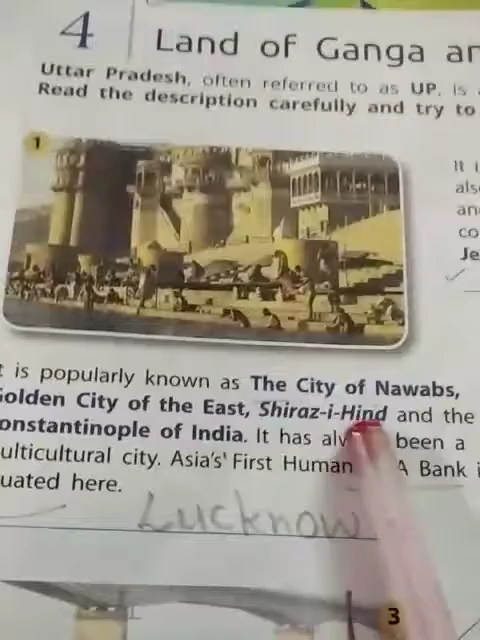 4
Land of Ganga an
Uttar Pradesh, often referred to as UP, is
Read the description carefully and try to
1
It i
als
an
co
Je
t is popularly known as The City of Nawabs,
Golden City of the East, Shiraz-i-Hind and the
onstantinople of India. It has alw been a
ulticultural city. Asia's First Human A Bank i
uated here.
Lucknow
3